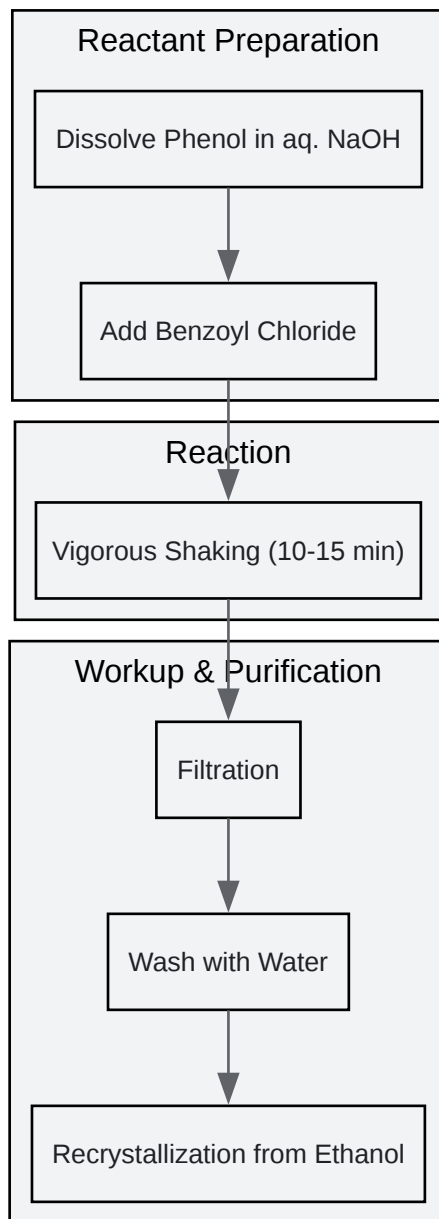 Reactant Preparation
Dissolve Phenol in aq. NaOH
Add Benzoyl Chloride
Reaction
Vigorous Shaking (10-15 min)
Workup & Purification
Filtration
Wash with Water
Recrystallization from Ethanol